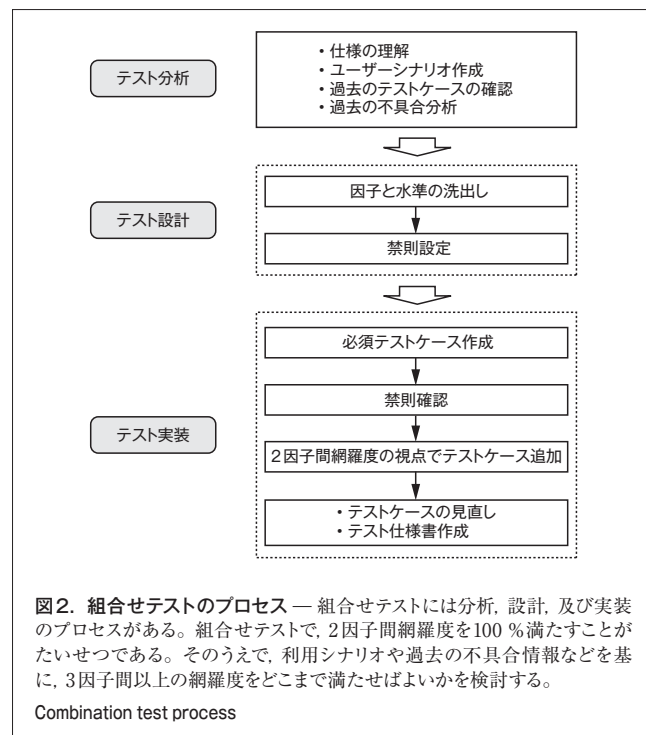 テスト分析
・仕様の理解
・ユーザーシナリオ作成
・過去のテストケースの確認
・過去の不具合分析
テスト設計
因子と水準の洗出し
禁則設定
テスト実装
必須テストケース作成
禁則確認
2因子間網羅度の視点でテストケース追加
・テストケースの見直し
・テスト仕様書作成
図2. 組合せテストのプロセス — 組合せテストには分析, 設計, 及び実装
のプロセスがある。組合せテストで, 2因子間網羅度を100 %満たすことが
たいせつである。そのうえで, 利用シナリオや過去の不具合情報などを基
に, 3因子間以上の網羅度をどこまで満たせばよいかを検討する。
Combination test process